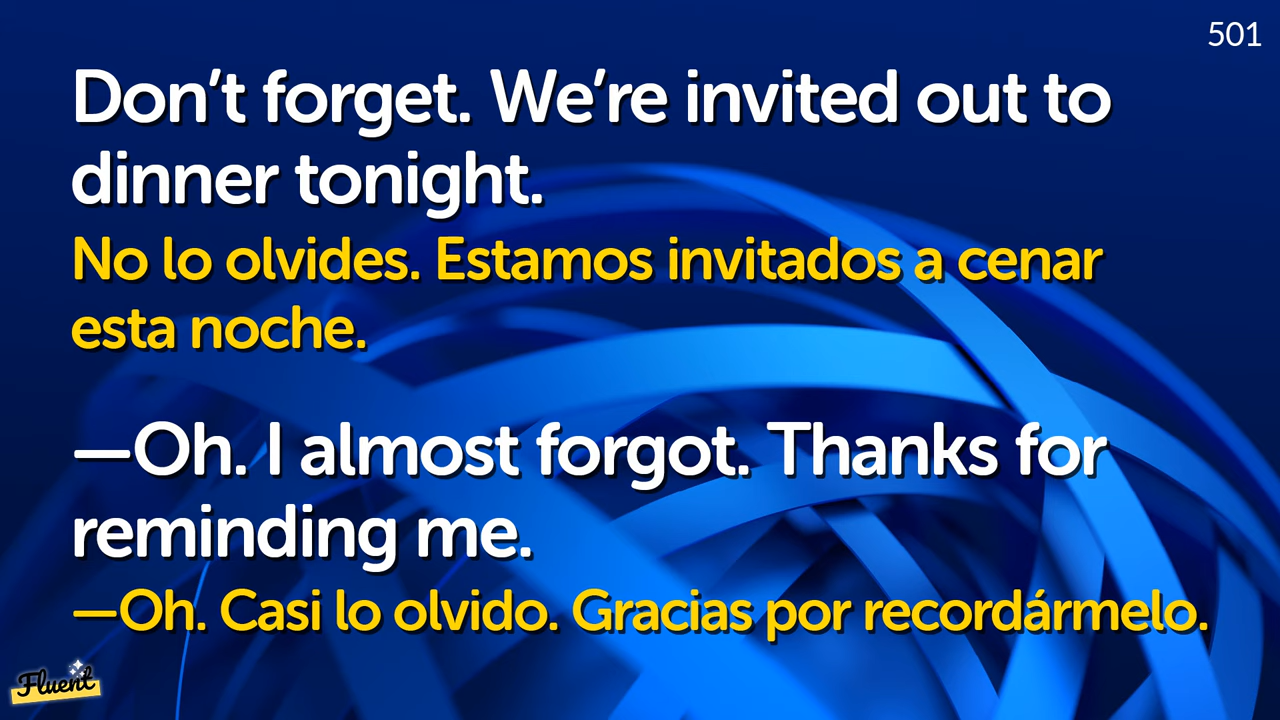 501
Don’t forget. We’re invited out to
dinner tonight.
No lo olvides. Estamos invitados a cenar
esta noche.
—Oh. I almost forgot. Thanks for
reminding me.
—Oh. Casi lo olvido. Gracias por recordármelo.
Fluent